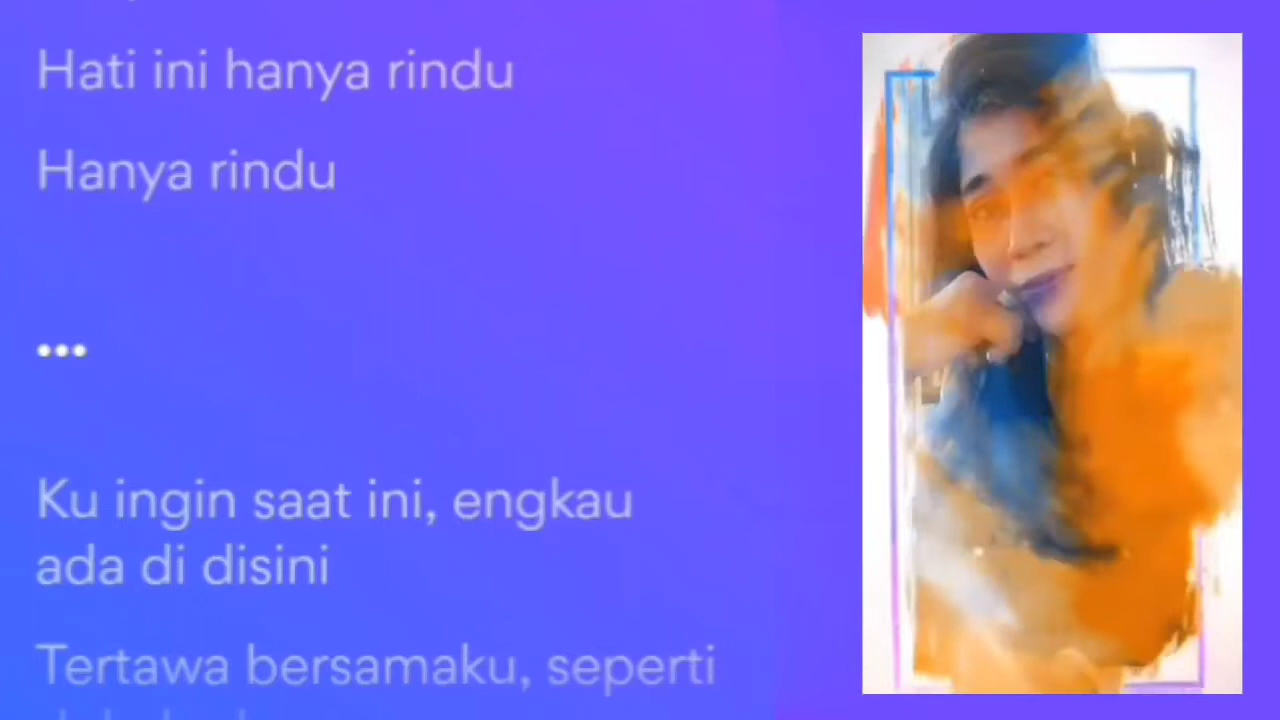 Hati ini hanya rindu
Hanya rindu
•••
Ku ingin saat ini, engkau
ada di disini
Tertawa bersamaku, seperti